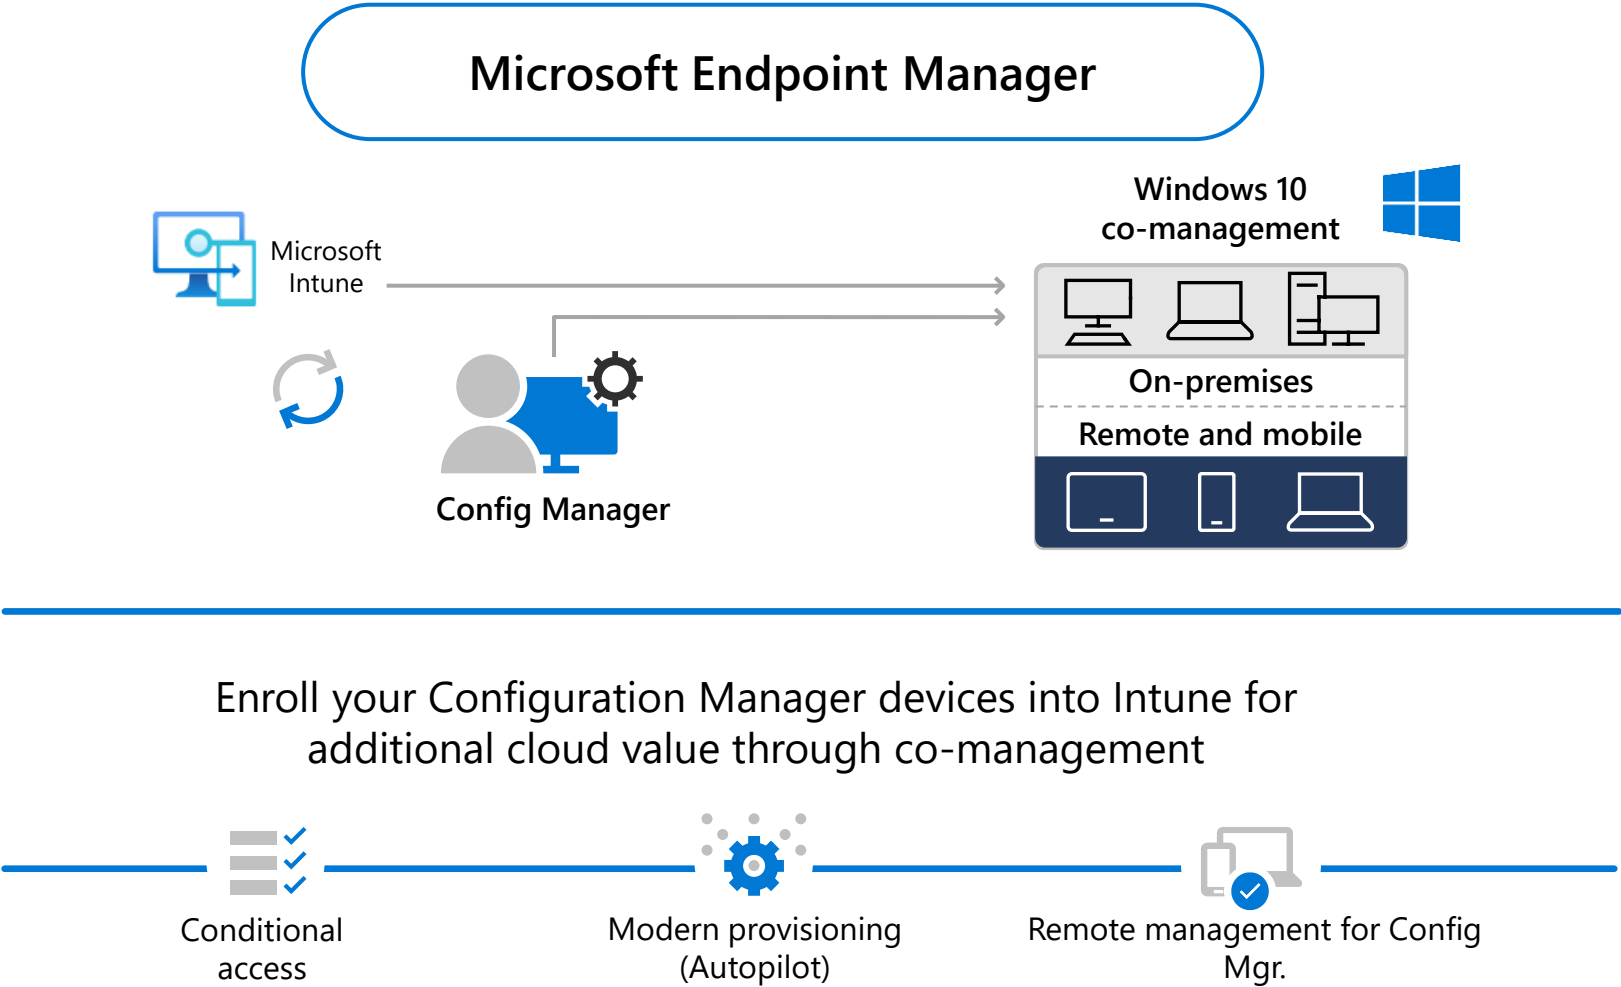 Microsoft Endpoint Manager
Windows 10
co-management
Microsoft
Intune
On-premises
Remote and mobile
Config Manager
Enroll your Configuration Manager devices into Intune for
additional cloud value through co-management
Conditional
access
Modern provisioning
(Autopilot)
Remote management for Config
Mgr.